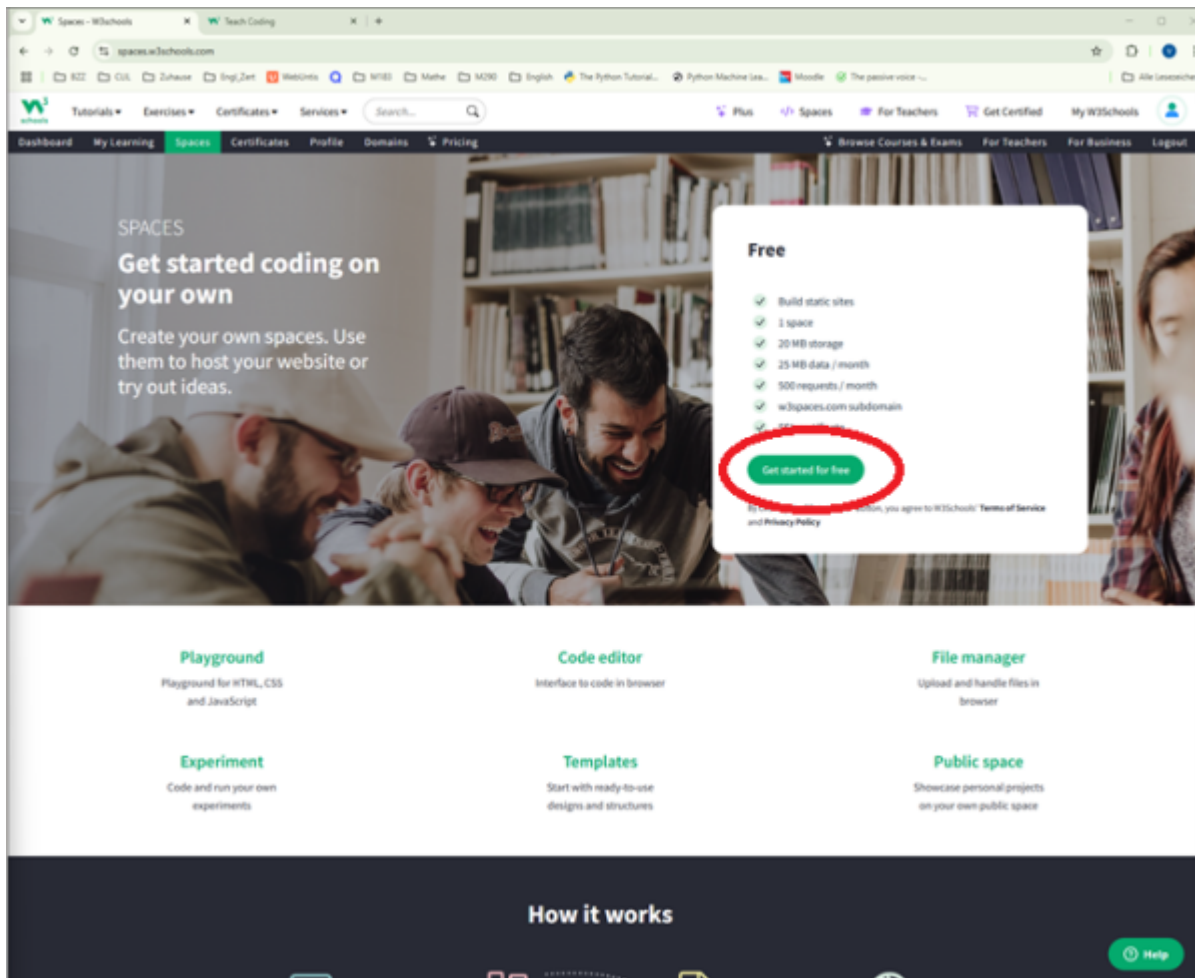 Spaces - W3schools
Teach Coding
spaces.w3schools.com
BZZ CUL Zuhause Engl_Zert WebUntis M183 Mathe M290 English The Python Tutorial... Python Machine Lea... Moodle The passive voice -...
Alle Lesezeichen
Tutorials Exercises Certificates Services Search... Plus Spaces For Teachers Get Certified My W3Schools
schools
Dashboard My Learning Spaces Certificates Profile Domains Pricing Browse Courses & Exams For Teachers For Business Logout
SPACES
Get started coding on
your own
Create your own spaces. Use
them to host your website or
try out ideas.
Free
Build static sites
1 space
20 MB storage
25 MB data / month
500 requests / month
w3spaces.com subdomain
Get started for free
button, you agree to W3Schools' Terms of Service
and Privacy Policy
Playground
Playground for HTML, CSS
and JavaScript
Code editor
Interface to code in browser
File manager
Upload and handle files in
browser
Experiment
Code and run your own
experiments
Templates
Start with ready-to-use
designs and structures
Public space
Showcase personal projects
on your own public space
How it works
Help